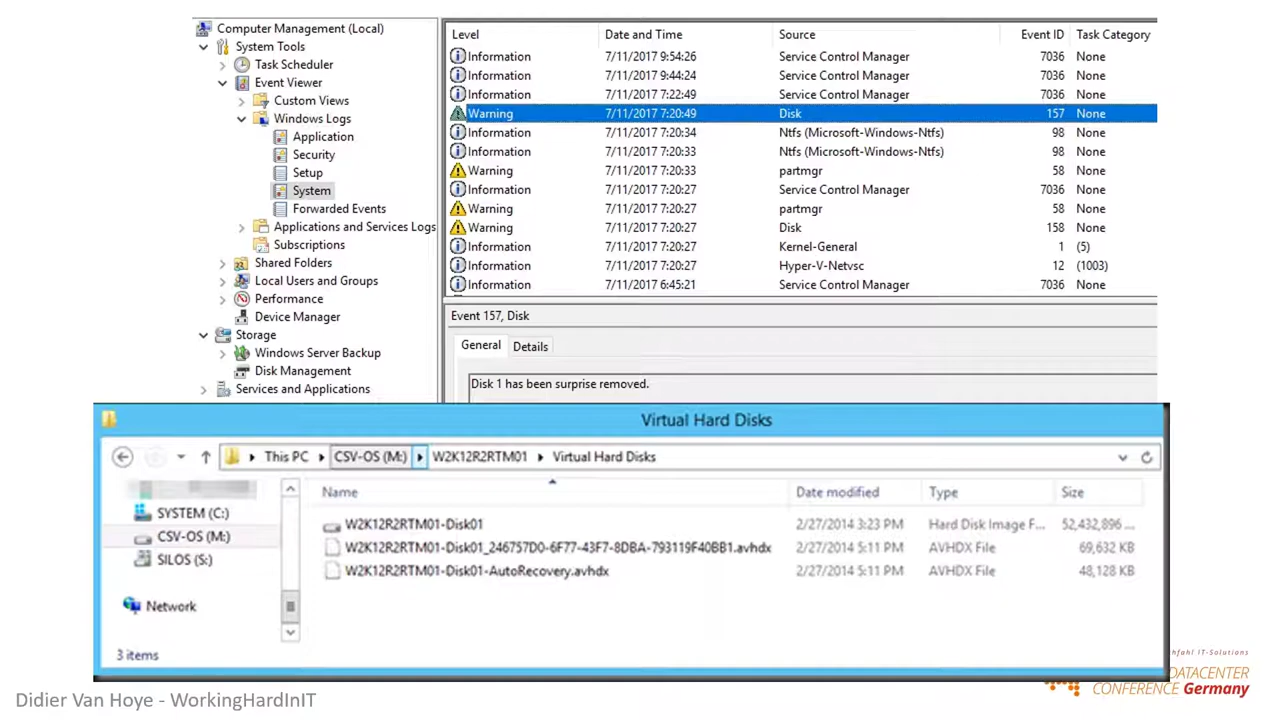 Computer Management (Local)
System Tools
Task Scheduler
Event Viewer
Custom Views
Windows Logs
Application
Security
Setup
System
Forwarded Events
Applications and Services Logs
Subscriptions
Shared Folders
Local Users and Groups
Performance
Device Manager
Storage
Windows Server Backup
Disk Management
Services and Applications
Level Date and Time Source Event ID Task Category
Information 7/11/2017 9:54:26 Service Control Manager 7036 None
Information 7/11/2017 9:44:24 Service Control Manager 7036 None
Information 7/11/2017 7:22:49 Service Control Manager 7036 None
Warning 7/11/2017 7:20:49 Disk 157 None
Information 7/11/2017 7:20:34 Ntfs (Microsoft-Windows-Ntfs) 98 None
Information 7/11/2017 7:20:33 Ntfs (Microsoft-Windows-Ntfs) 98 None
Warning 7/11/2017 7:20:33 partmgr 58 None
Information 7/11/2017 7:20:27 Service Control Manager 7036 None
Warning 7/11/2017 7:20:27 partmgr 58 None
Warning 7/11/2017 7:20:27 Disk 158 None
Information 7/11/2017 7:20:27 Kernel-General 1 (5)
Information 7/11/2017 7:20:27 Hyper-V-Netvsc 12 (1003)
Information 7/11/2017 6:45:21 Service Control Manager 7036 None
Event 157, Disk
General Details
Disk 1 has been surprise removed.
Virtual Hard Disks
This PC CSV-OS (M:) W2K12R2RTM01 Virtual Hard Disks
SYSTEM (C:)
CSV-OS (M:)
SILOS (S:)
Network
Name Date modified Type Size
W2K12R2RTM01-Disk01 2/27/2014 3:23 PM Hard Disk Image F... 52,432,896 ...
W2K12R2RTM01-Disk01_246757D0-6F77-43F7-8DBA-793119F40BB1.avhdx 2/27/2014 5:11 PM AVHDX File 69,632 KB
W2K12R2RTM01-Disk01-AutoRecovery.avhdx 2/27/2014 5:11 PM AVHDX File 48,128 KB
3 items
hfahl IT-Solutions
DATACENTER
CONFERENCE Germany
Didier Van Hoye - WorkingHardInIT